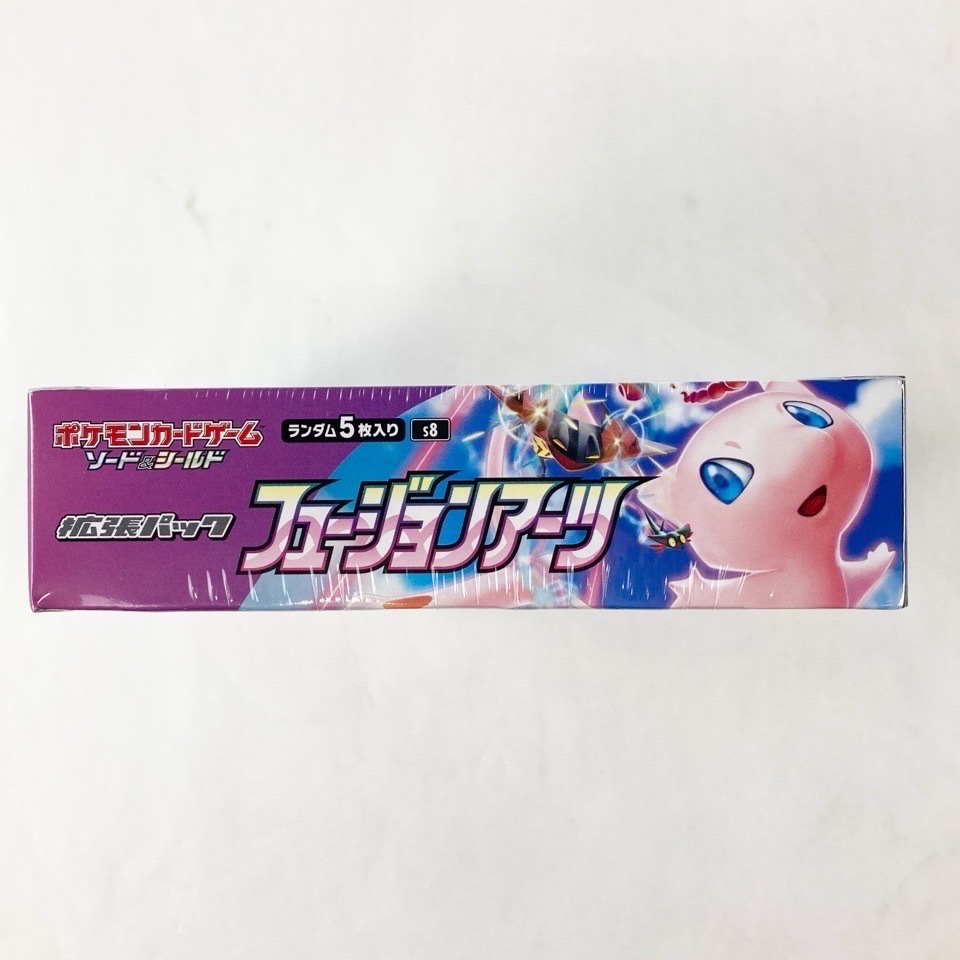 ポケモンカードゲーム
ソード&シールド
ランダム5枚入り
s8
拡張パック
フュージョンアーツ